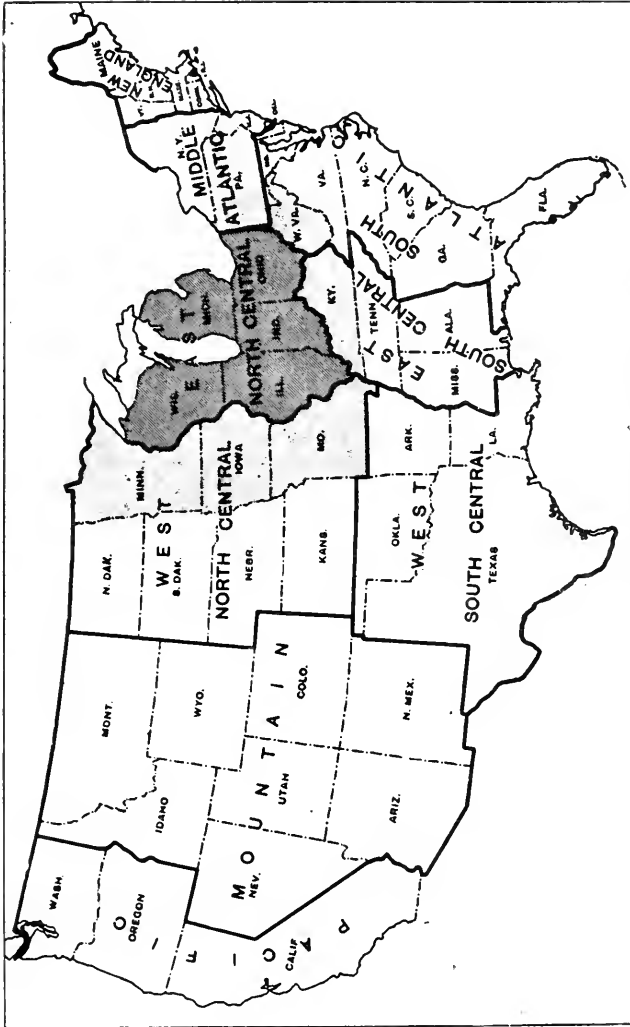 WASH.
OREGON
CALIF
PACIFIC
MONT.
IDAHO
WYO.
NEV.
UTAH
COLO.
ARIZ.
N. MEX.
MOUNTAIN
N. DAK.
S. DAK.
NEBR.
KANS.
MINN.
IOWA
MO.
WEST
NORTH CENTRAL
WIS.
MICH.
ILL.
IND.
OHIO
EAST
NORTH CENTRAL
OKLA.
ARK.
TEXAS
LA.
WEST
SOUTH CENTRAL
KY.
TENN.
MISS.
ALA.
EAST
SOUTH CENTRAL
W. VA.
VA.
N.C.
S.C.
GA.
FLA.
SOUTH
ATLANTIC
N.Y.
PA.
MIDDLE
ATLANTIC
MAINE
VT.
NEW
ENGLAND